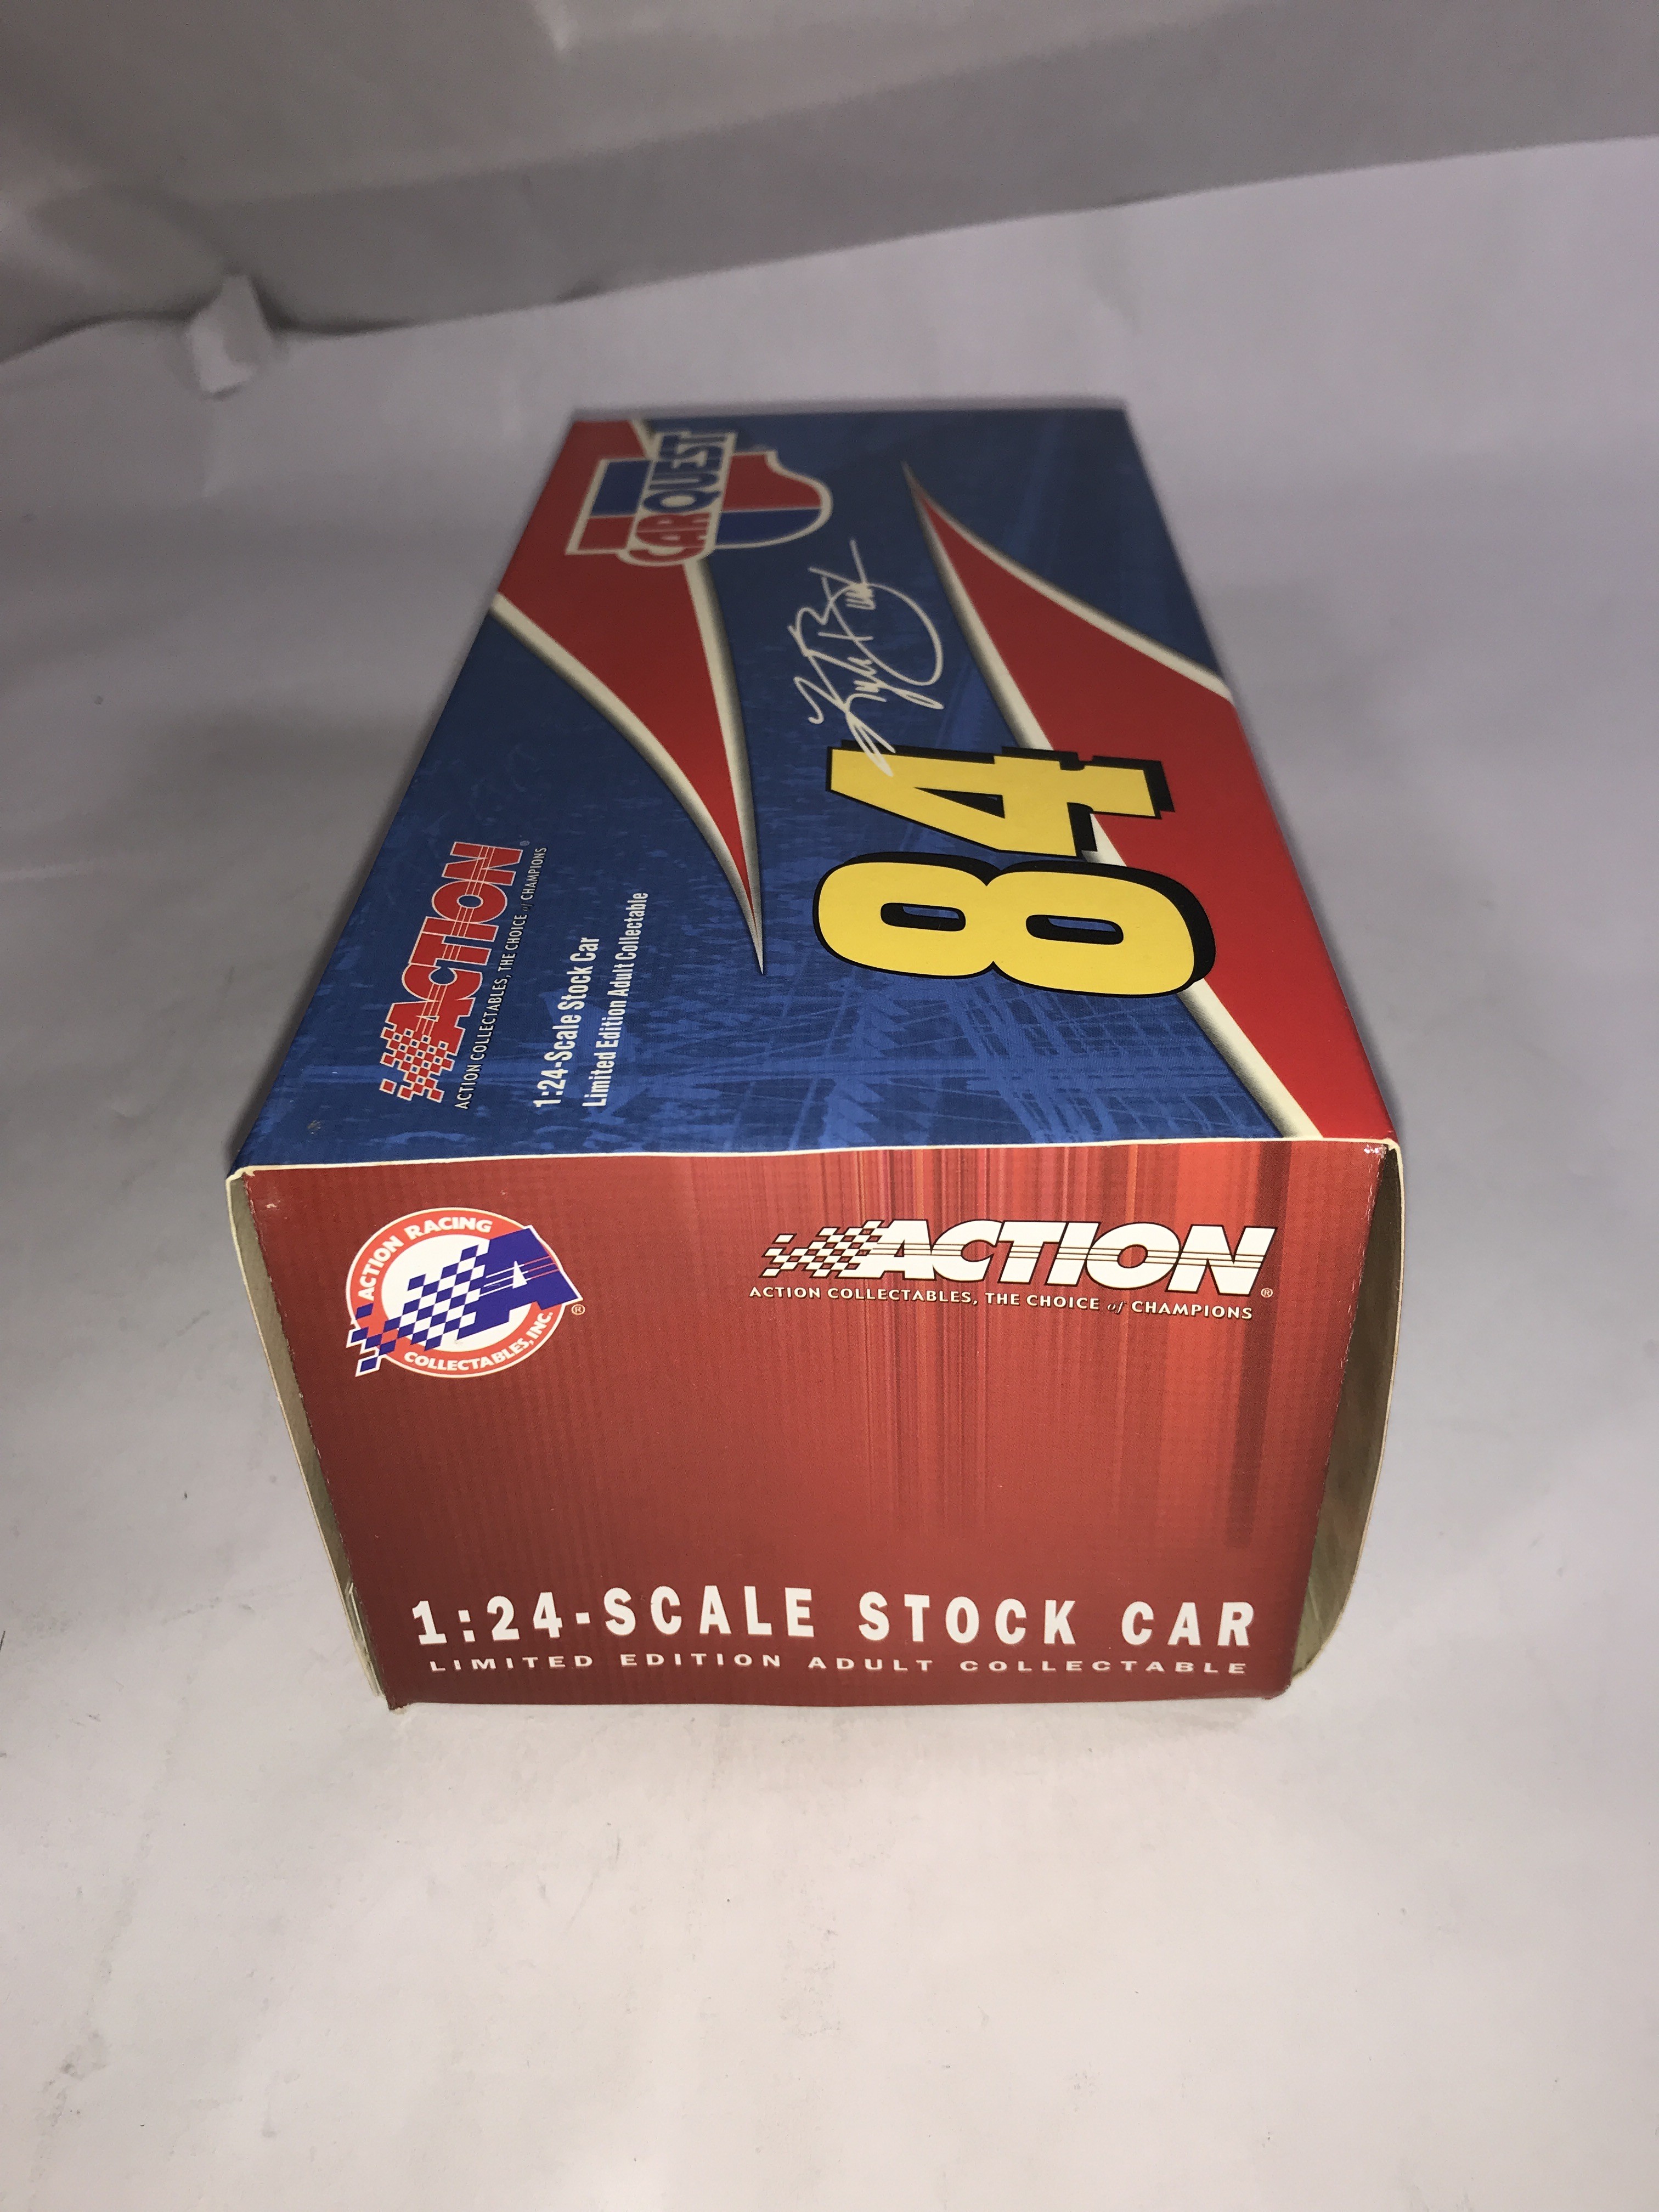 CARQUEST
Kyle Busch
84
ACTION®
ACTION COLLECTABLES, THE CHOICE of CHAMPIONS
1:24-Scale Stock Car
Limited Edition Adult Collectable
ACTION RACING
A
COLLECTABLES, INC.®
ACTION®
ACTION COLLECTABLES, THE CHOICE of CHAMPIONS
1:24-SCALE STOCK CAR
LIMITED EDITION ADULT COLLECTABLE